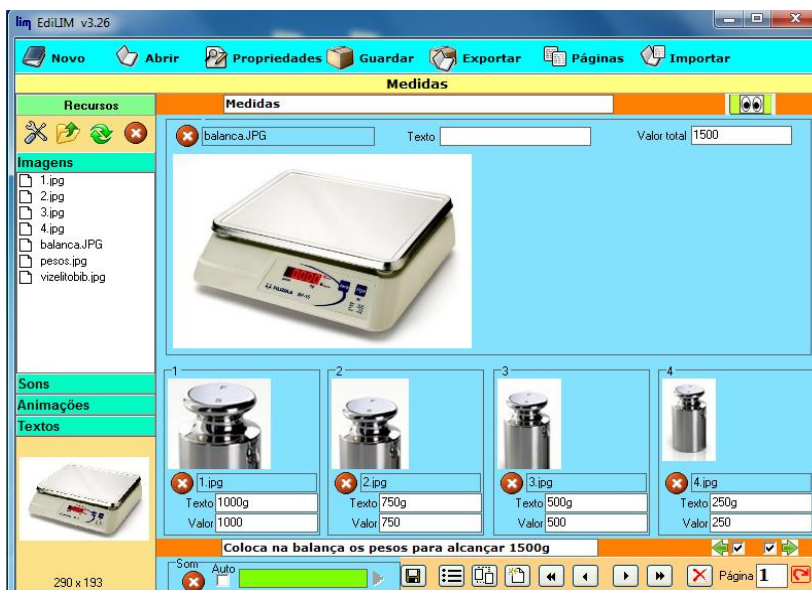 lim EdiLIM v3.26
Novo Abrir Propriedades Guardar Exportar Páginas Importar
Medidas
Recursos
Medidas
balanca.JPG Texto Valor total 1500
Imagens
1.jpg
2.jpg
3.jpg
4.jpg
balanca.JPG
pesos.jpg
vizelitobib.jpg
FILIZOLA
Sons
Animações
Textos
1 2 3 4
1.jpg 2.jpg 3.jpg 4.jpg
Texto 1000g Texto 750g Texto 500g Texto 250g
Valor 1000 Valor 750 Valor 500 Valor 250
Coloca na balança os pesos para alcançar 1500g
Som Auto
Página 1
290 x 193